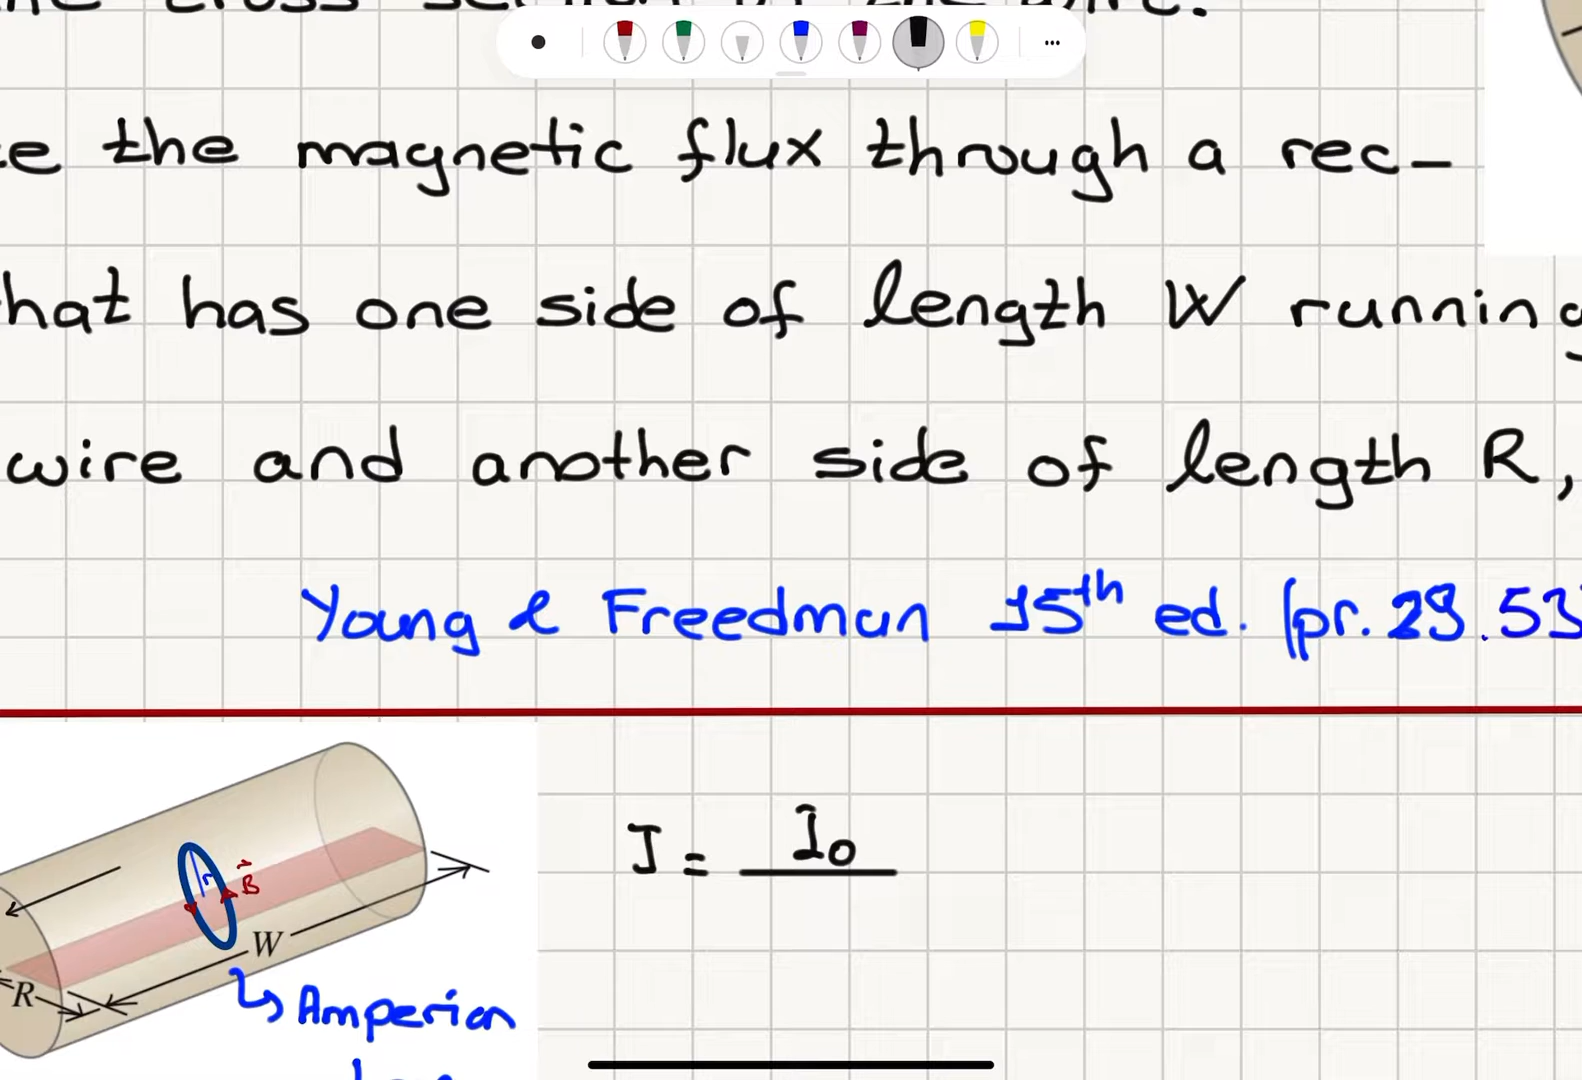 e the magnetic flux through a rec-
hat has one side of length W running
wire and another side of length R,
Young & Freedman 15th ed. (pr. 29.53
J = I0
r B
W
R
Amperian